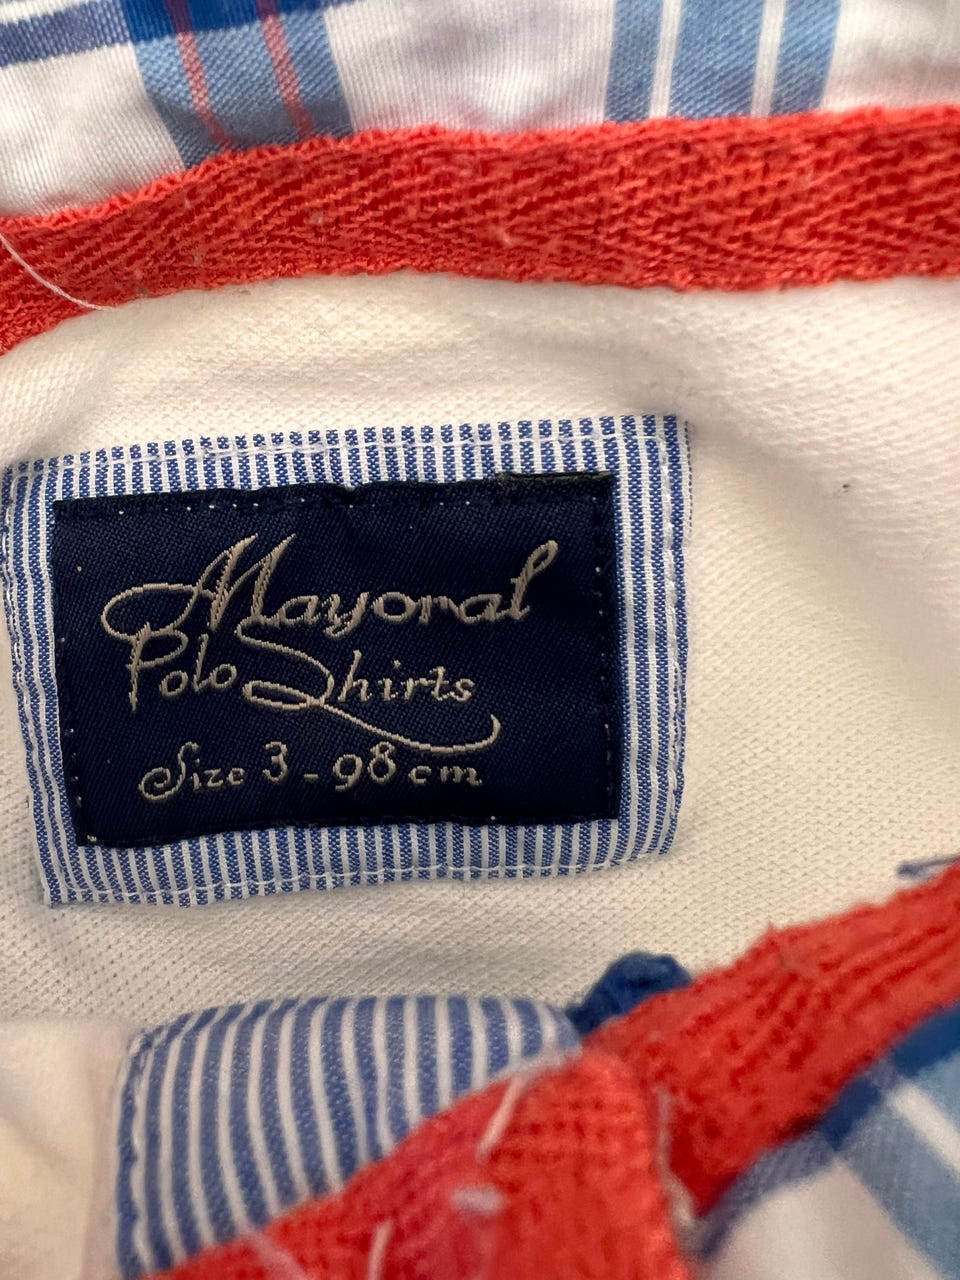 Mayoral
Polo Shirts
Size 3 - 98 cm